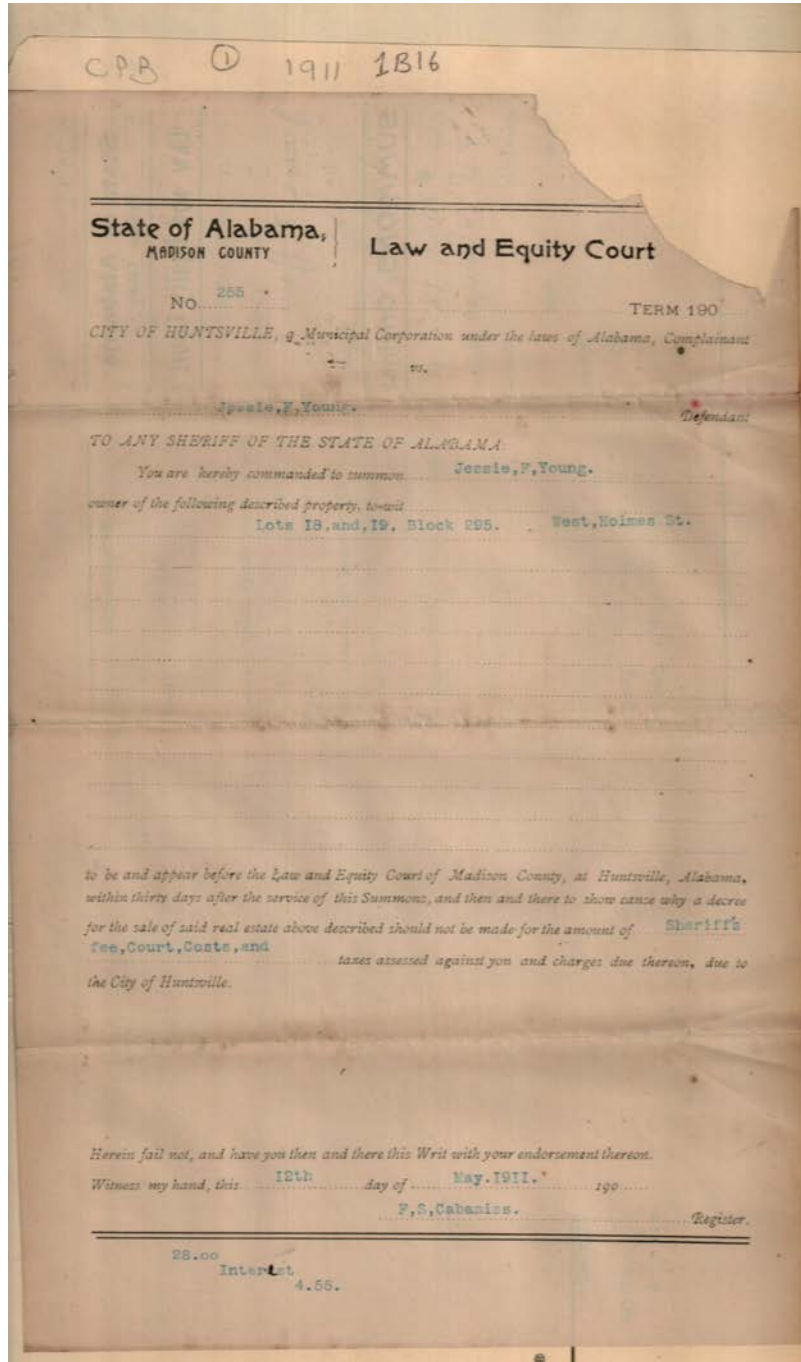 CPB ① 1911 1B16
State of Alabama,
MADISON COUNTY
Law and Equity Court
No. 255 TERM 190
CITY OF HUNTSVILLE, a Municipal Corporation under the laws of Alabama, Complainant
vs.
Jessie,F,Young. Defendant
TO ANY SHERIFF OF THE STATE OF ALABAMA
You are hereby commanded to summon Jessie,F,Young.
owner of the following described property, to-wit
Lots I8,and,I9, Block 295. West,Holmes St.
to be and appear before the Law and Equity Court of Madison County, at Huntsville, Alabama,
within thirty days after the service of this Summons, and then and there to show cause why a decree
for the sale of said real estate above described should not be made for the amount of Sheriff's
fee,Court,Costs,and taxes assessed against you and charges due thereon, due to
the City of Huntsville.
Herein fail not, and have you then and there this Writ with your endorsement thereon.
Witness my hand, this I2th day of May.I9II. 190
F,S,Cabaniss. Register.
28.00
Interest
4.55.